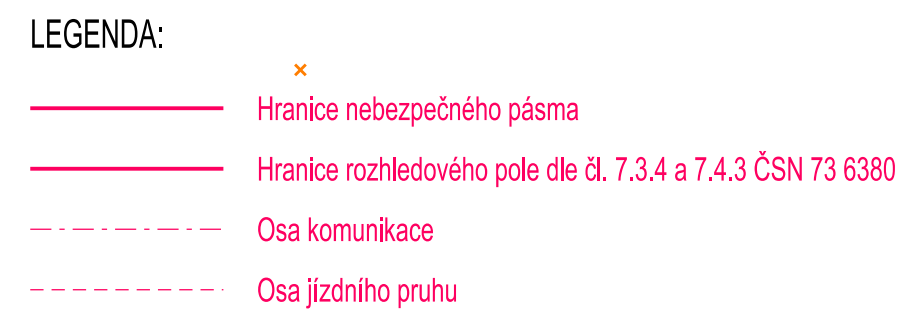 LEGENDA:
Hranice nebezpečného pásma
Hranice rozhledového pole dle čl. 7.3.4 a 7.4.3 ČSN 73 6380
Osa komunikace
Osa jízdního pruhu